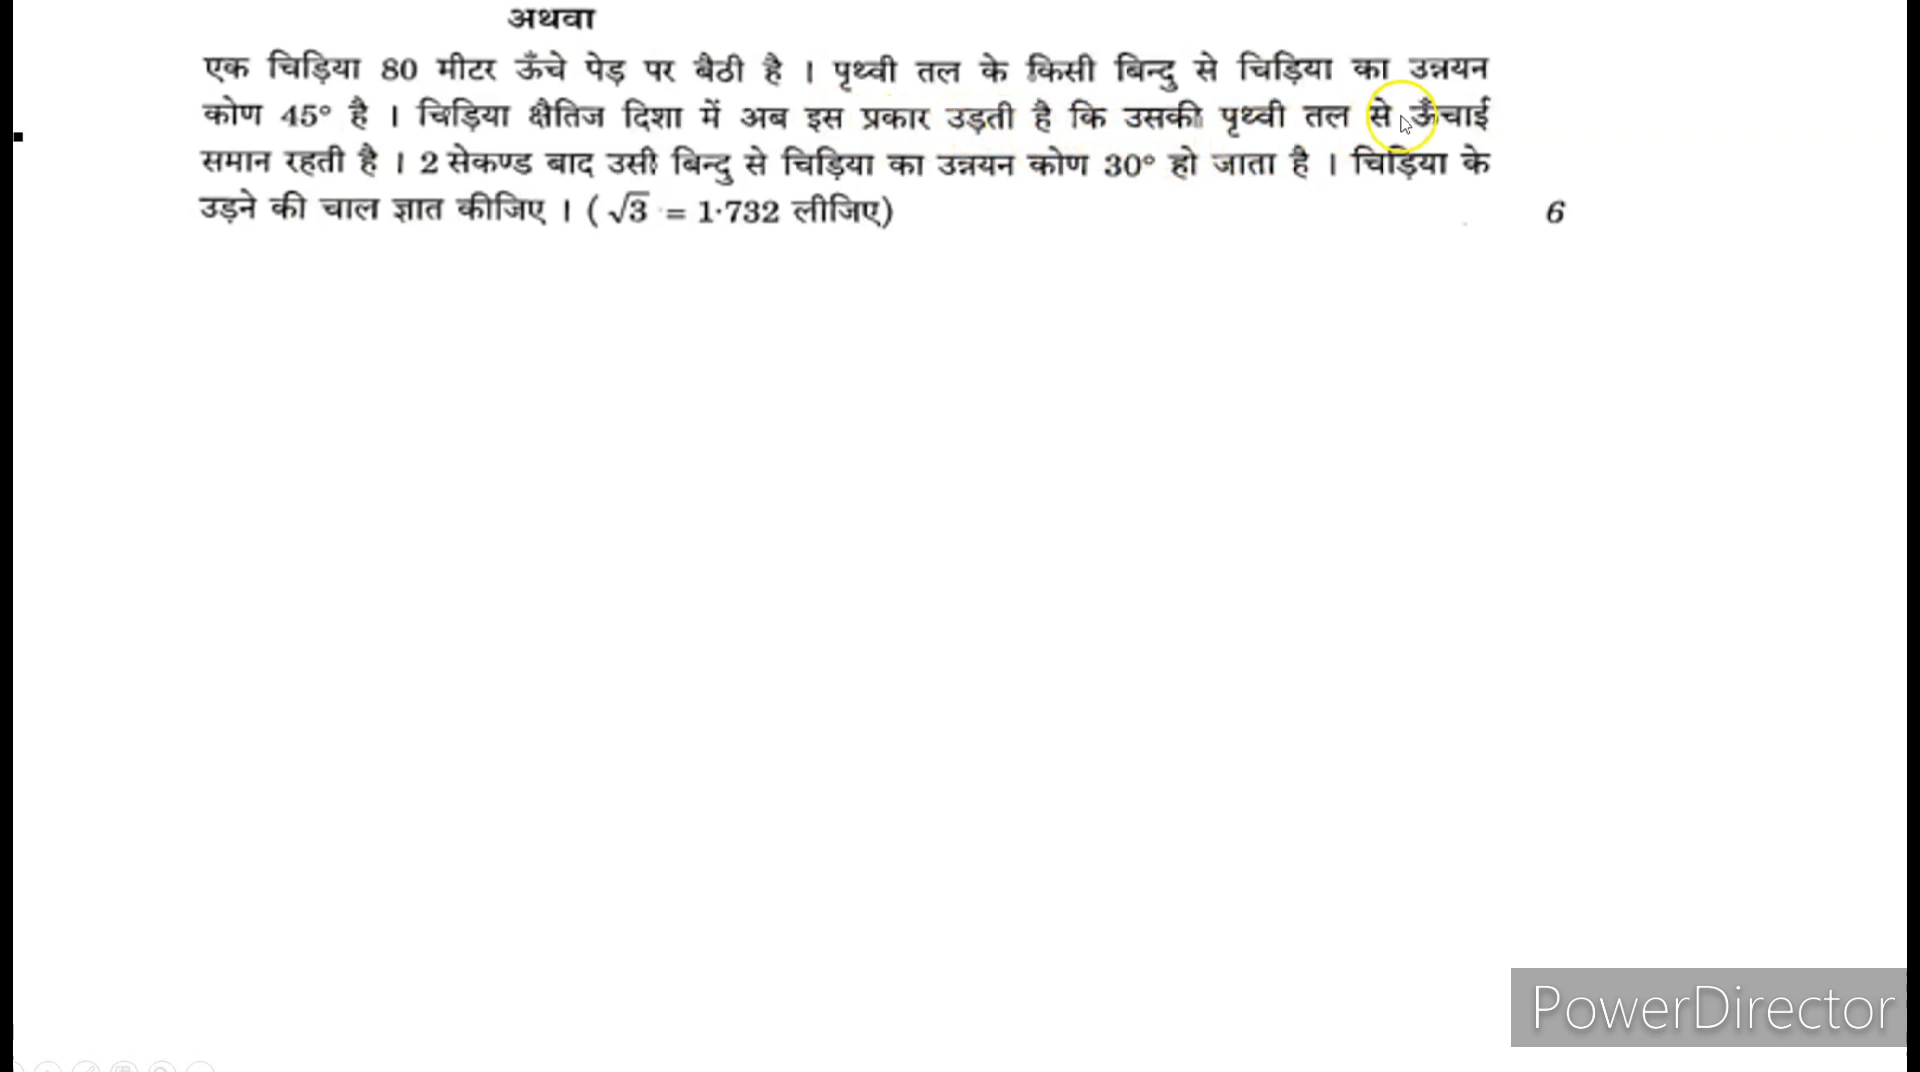 अथवा
एक चिड़िया 80 मीटर ऊँचे पेड़ पर बैठी है । पृथ्वी तल के किसी बिन्दु से चिड़िया का उन्नयन
कोण 45° है । चिड़िया क्षैतिज दिशा में अब इस प्रकार उड़ती है कि उसकी पृथ्वी तल से ऊँचाई
समान रहती है । 2 सेकण्ड बाद उसी बिन्दु से चिड़िया का उन्नयन कोण 30° हो जाता है । चिड़िया के
उड़ने की चाल ज्ञात कीजिए । ( √3 = 1·732 लीजिए) 6
PowerDirector